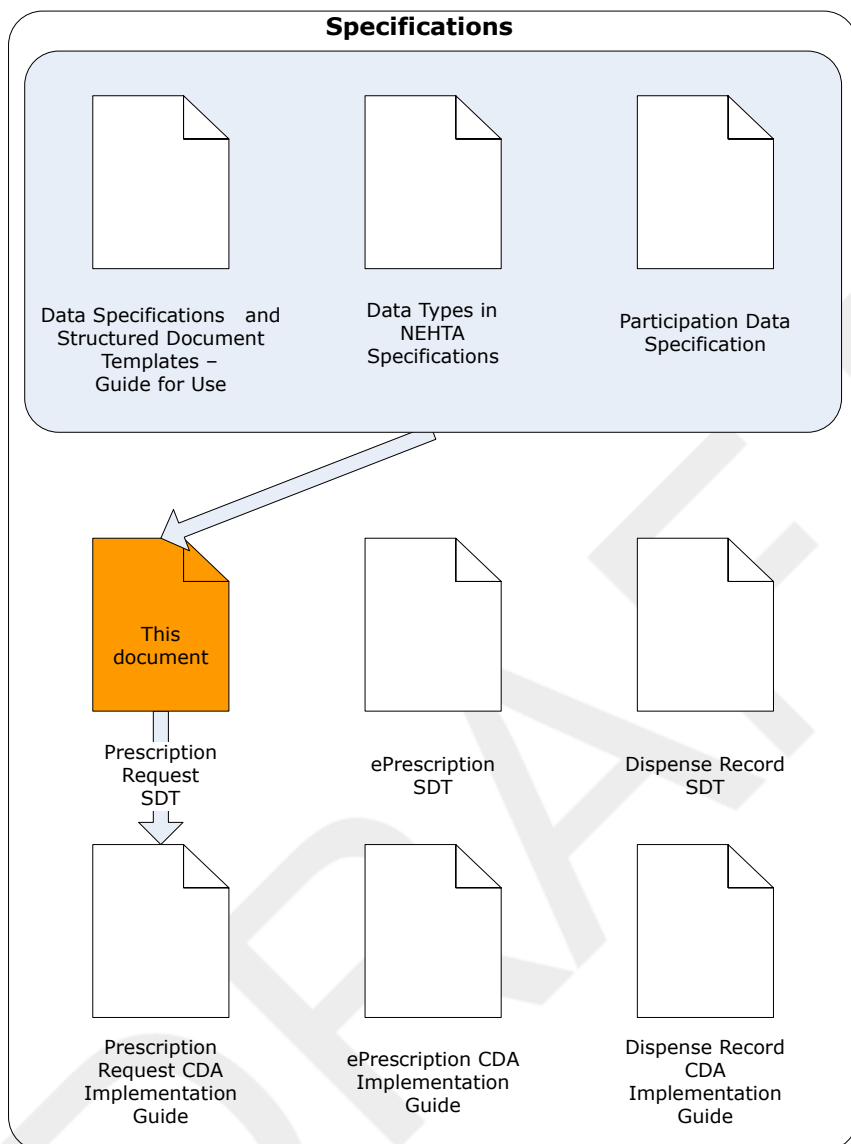 Specifications
Data Specifications and
Structured Document
Templates –
Guide for Use
Data Types in
NEHTA
Specifications
Participation Data
Specification
This
document
Prescription
Request
SDT
ePrescription
SDT
Dispense Record
SDT
Prescription
Request CDA
Implementation
Guide
ePrescription CDA
Implementation
Guide
Dispense Record
CDA
Implementation
Guide
DRAFT